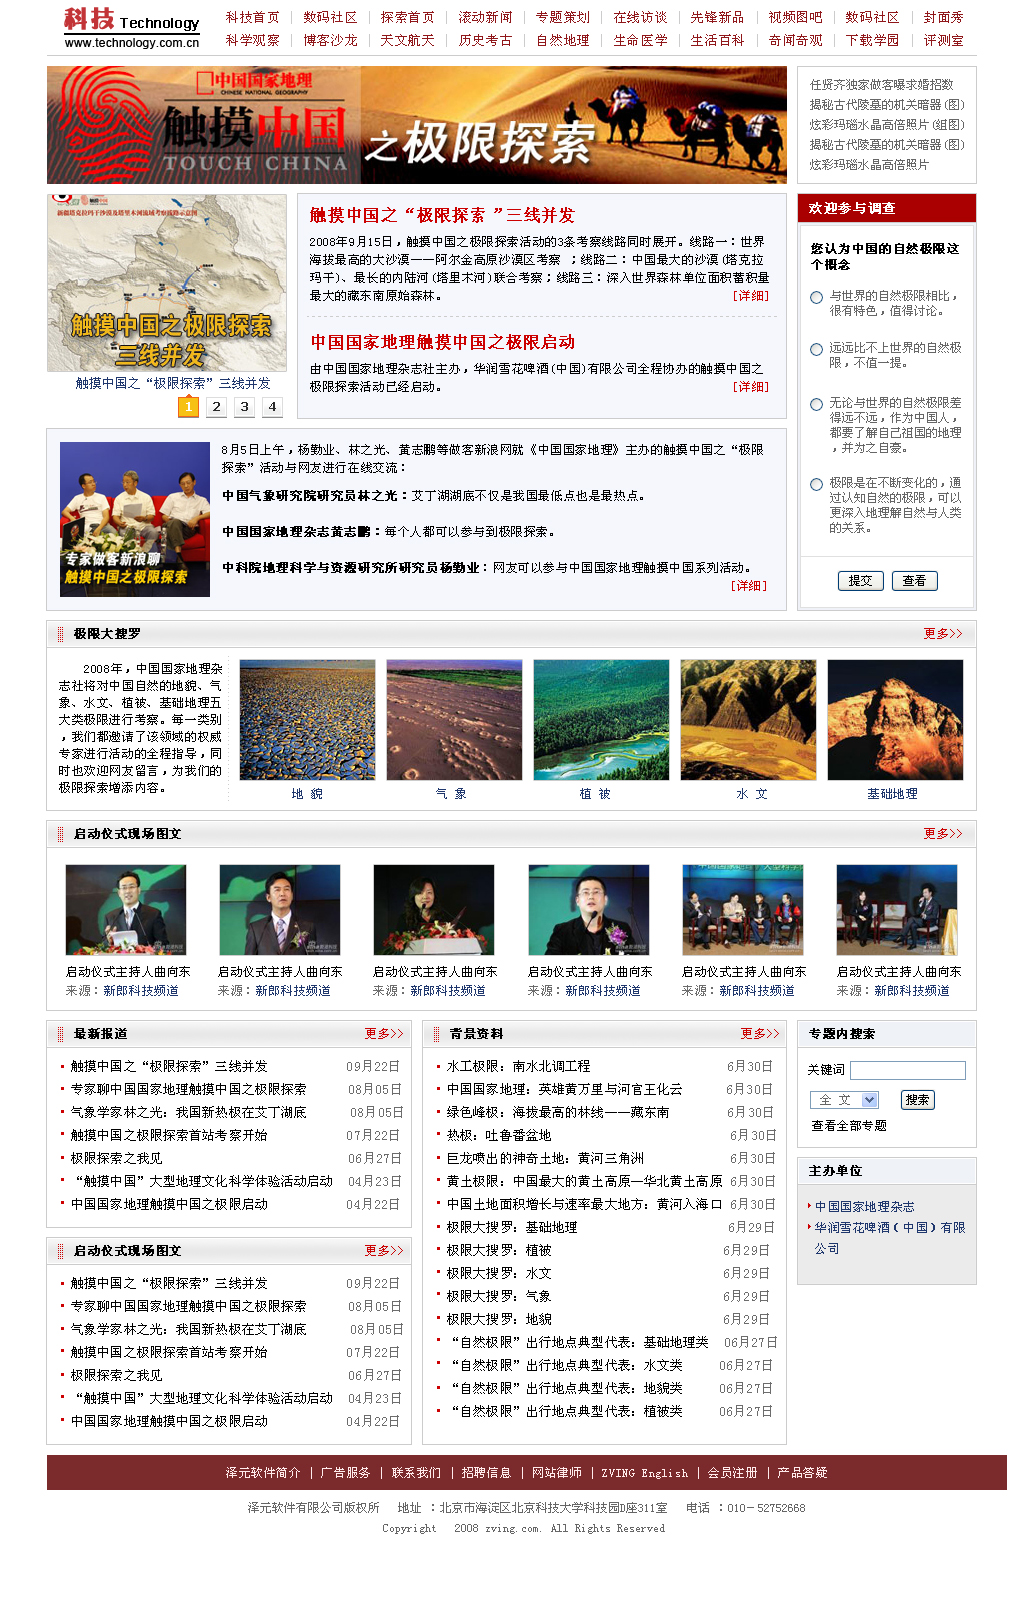 科技 Technology
www.technology.com.cn
科技首页 | 数码社区 | 探索首页 | 滚动新闻 | 专题策划 | 在线访谈 | 先锋新品 | 视频图吧 | 数码社区 | 封面秀
科学观察 | 博客沙龙 | 天文航天 | 历史考古 | 自然地理 | 生命医学 | 生活百科 | 奇闻奇观 | 下载学园 | 评测室
中国国家地理
CHINESE NATIONAL GEOGRAPHY
触摸中国
TOUCH CHINA
之极限探索
任贤齐独家做客曝求婚招数
揭秘古代陵墓的机关暗器(图)
炫彩玛瑙水晶高倍照片(组图)
揭秘古代陵墓的机关暗器(图)
炫彩玛瑙水晶高倍照片
触摸中国之极限探索
三线并发
触摸中国之“极限探索”三线并发
1 2 3 4
触摸中国之“极限探索 ”三线并发
2008年9月15日，触摸中国之极限探索活动的3条考察线路同时展开。线路一：世界
海拔最高的大沙漠——阿尔金高原沙漠区考察 ；线路二：中国最大的沙漠(塔克拉
玛干)、最长的内陆河(塔里木河)联合考察；线路三：深入世界森林单位面积蓄积量
最大的藏东南原始森林。 [详细]
中国国家地理触摸中国之极限启动
由中国国家地理杂志社主办，华润雪花啤酒(中国)有限公司全程协办的触摸中国之
极限探索活动已经启动。 [详细]
欢迎参与调查
您认为中国的自然极限这
个概念
与世界的自然极限相比，
很有特色，值得讨论。
远远比不上世界的自然极
限，不值一提。
无论与世界的自然极限差
得远不远，作为中国人，
都要了解自己祖国的地理
，并为之自豪。
极限是在不断变化的，通
过认知自然的极限，可以
更深入地理解自然与人类
的关系。
提交 查看
专家做客新浪聊
触摸中国之极限探索
8月5日上午，杨勤业、林之光、黄志鹏等做客新浪网就《中国国家地理》主办的触摸中国之“极限
探索”活动与网友进行在线交流：
中国气象研究院研究员林之光：艾丁湖湖底不仅是我国最低点也是最热点。
中国国家地理杂志黄志鹏：每个人都可以参与到极限探索。
中科院地理科学与资源研究所研究员杨勤业：网友可以参与中国国家地理触摸中国系列活动。
[详细]
极限大搜罗 更多>>
2008年，中国国家地理杂
志社将对中国自然的地貌、气
象、水文、植被、基础地理五
大类极限进行考察。每一类别
，我们都邀请了该领域的权威
专家进行活动的全程指导，同
时也欢迎网友留言，为我们的
极限探索增添内容。
地 貌 气 象 植 被 水 文 基础地理
启动仪式现场图文 更多>>
启动仪式主持人曲向东 启动仪式主持人曲向东 启动仪式主持人曲向东 启动仪式主持人曲向东 启动仪式主持人曲向东 启动仪式主持人曲向东
来源：新郎科技频道 来源：新郎科技频道 来源：新郎科技频道 来源：新郎科技频道 来源：新郎科技频道 来源：新郎科技频道
最新报道 更多>>
触摸中国之“极限探索”三线并发 09月22日
专家聊中国国家地理触摸中国之极限探索 08月05日
气象学家林之光：我国新热极在艾丁湖底 08月05日
触摸中国之极限探索首站考察开始 07月22日
极限探索之我见 06月27日
“触摸中国”大型地理文化科学体验活动启动 04月23日
中国国家地理触摸中国之极限启动 04月22日
启动仪式现场图文 更多>>
触摸中国之“极限探索”三线并发 09月22日
专家聊中国国家地理触摸中国之极限探索 08月05日
气象学家林之光：我国新热极在艾丁湖底 08月05日
触摸中国之极限探索首站考察开始 07月22日
极限探索之我见 06月27日
“触摸中国”大型地理文化科学体验活动启动 04月23日
中国国家地理触摸中国之极限启动 04月22日
背景资料 更多>>
水工极限：南水北调工程 6月30日
中国国家地理：英雄黄万里与河官王化云 6月30日
绿色峰极：海拔最高的林线——藏东南 6月30日
热极：吐鲁番盆地 6月30日
巨龙喷出的神奇土地：黄河三角洲 6月30日
黄土极限：中国最大的黄土高原—华北黄土高原 6月30日
中国土地面积增长与速率最大地方：黄河入海口 6月30日
极限大搜罗：基础地理 6月29日
极限大搜罗：植被 6月29日
极限大搜罗：水文 6月29日
极限大搜罗：气象 6月29日
极限大搜罗：地貌 6月29日
“自然极限”出行地点典型代表：基础地理类 06月27日
“自然极限”出行地点典型代表：水文类 06月27日
“自然极限”出行地点典型代表：地貌类 06月27日
“自然极限”出行地点典型代表：植被类 06月27日
专题内搜索
关键词
全 文 搜索
查看全部专题
主办单位
中国国家地理杂志
华润雪花啤酒（中国）有限
公司
泽元软件简介 | 广告服务 | 联系我们 | 招聘信息 | 网站律师 | ZVING English | 会员注册 | 产品答疑
泽元软件有限公司版权所 地址 ：北京市海淀区北京科技大学科技园D座311室 电话 ：010－52752668
Copyright 2008 zving.com. All Rights Reserved